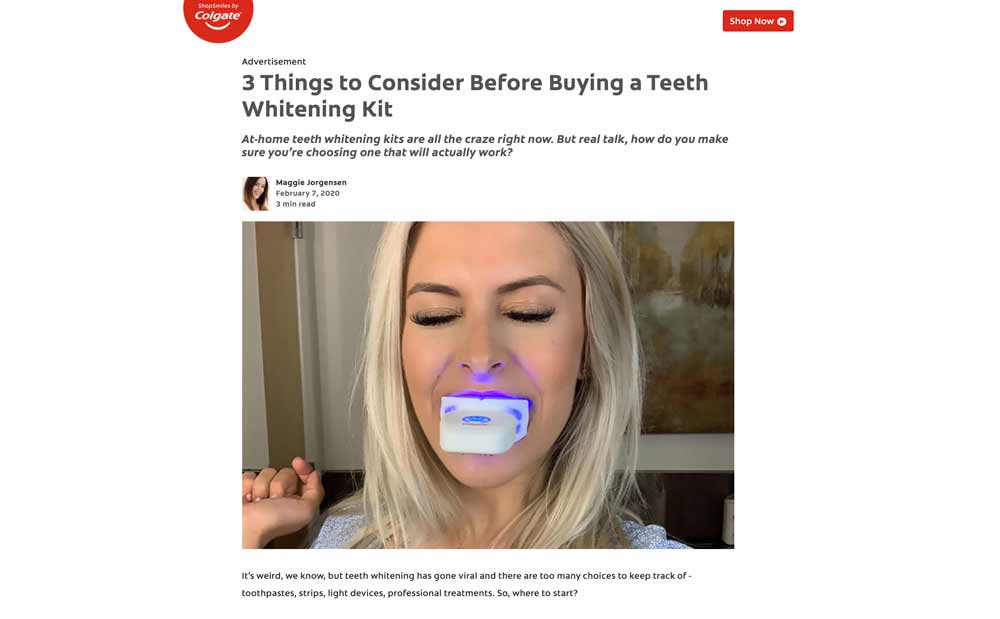 ShopSmiles by
Colgate
Shop Now
Advertisement
3 Things to Consider Before Buying a Teeth
Whitening Kit
At-home teeth whitening kits are all the craze right now. But real talk, how do you make
sure you're choosing one that will actually work?
Maggie Jorgensen
February 7, 2020
3 min read
It's weird, we know, but teeth whitening has gone viral and there are too many choices to keep track of -
toothpastes, strips, light devices, professional treatments. So, where to start?